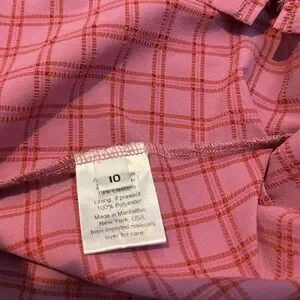 10
Lining, if present
100% Polyester
Made in Manhattan
New York, USA
from imported materials
over for care